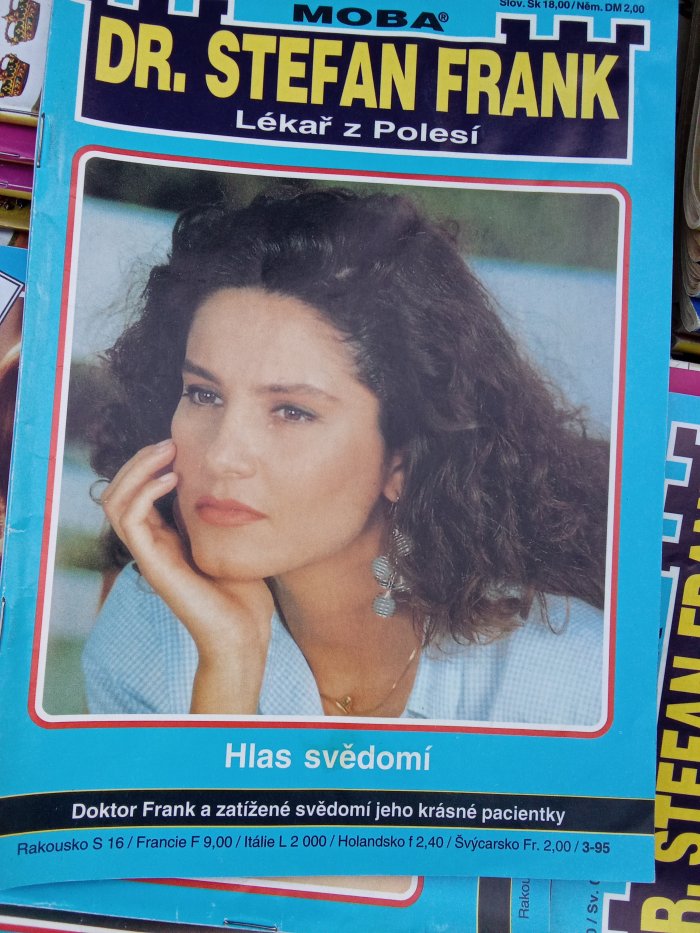 Slov. Sk 18,00 / Něm. DM 2,00
MOBA®
DR. STEFAN FRANK
Lékař z Polesí
Hlas svědomí
Doktor Frank a zatížené svědomí jeho krásné pacientky
Rakousko S 16 / Francie F 9,00 / Itálie L 2 000 / Holandsko f 2,40 / Švýcarsko Fr. 2,00 / 3-95
R. STEFAN FRAN